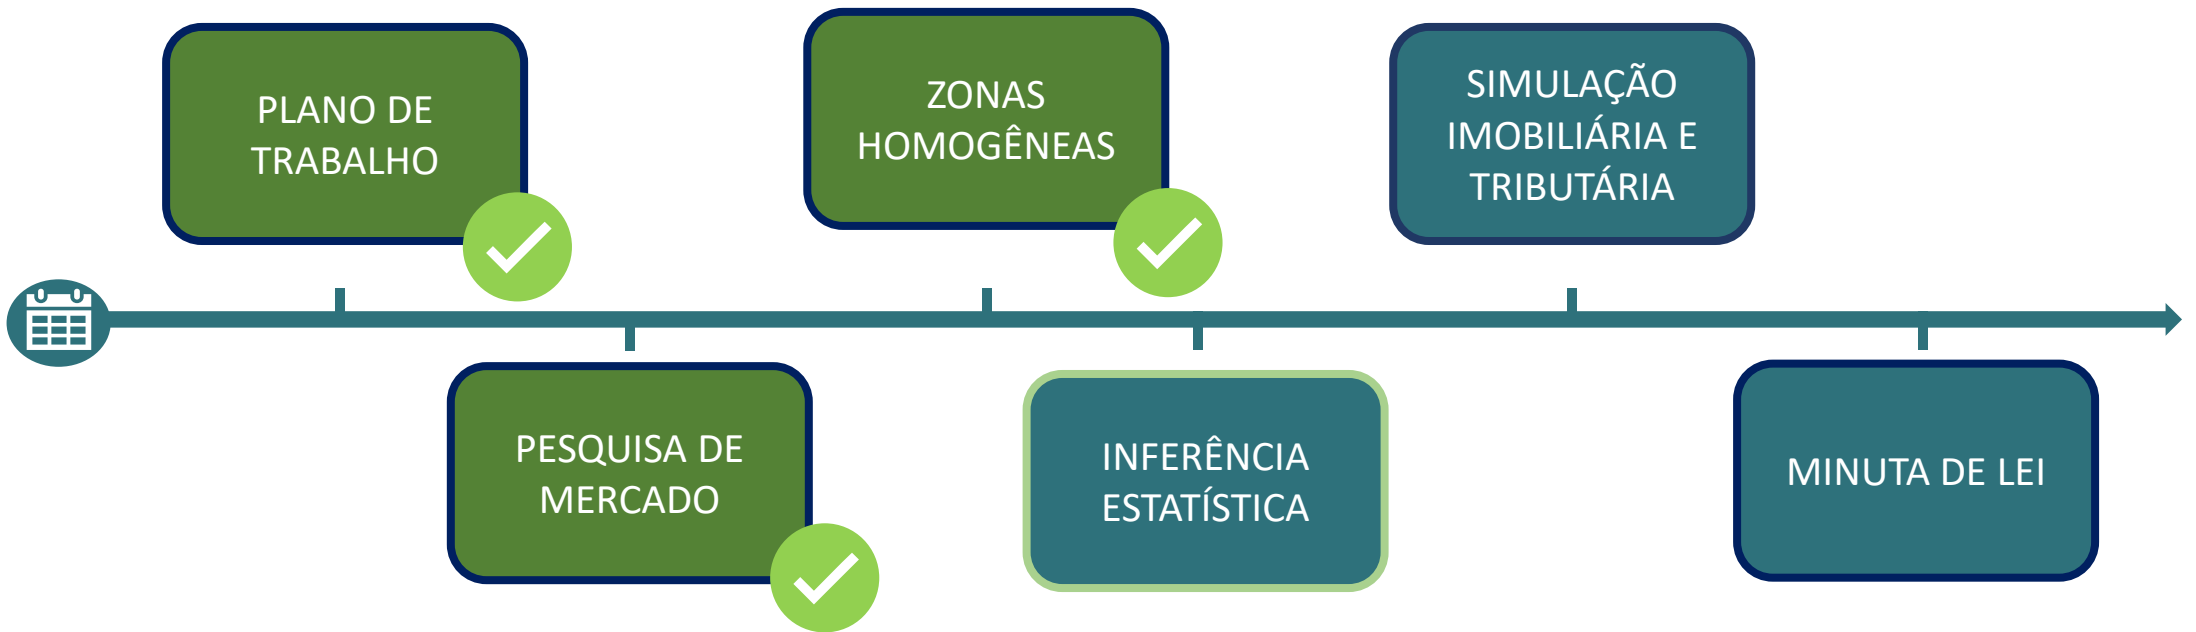 PLANO DE
TRABALHO
PESQUISA DE
MERCADO
ZONAS
HOMOGÊNEAS
INFERÊNCIA
ESTATÍSTICA
SIMULAÇÃO
IMOBILIÁRIA E
TRIBUTÁRIA
MINUTA DE LEI